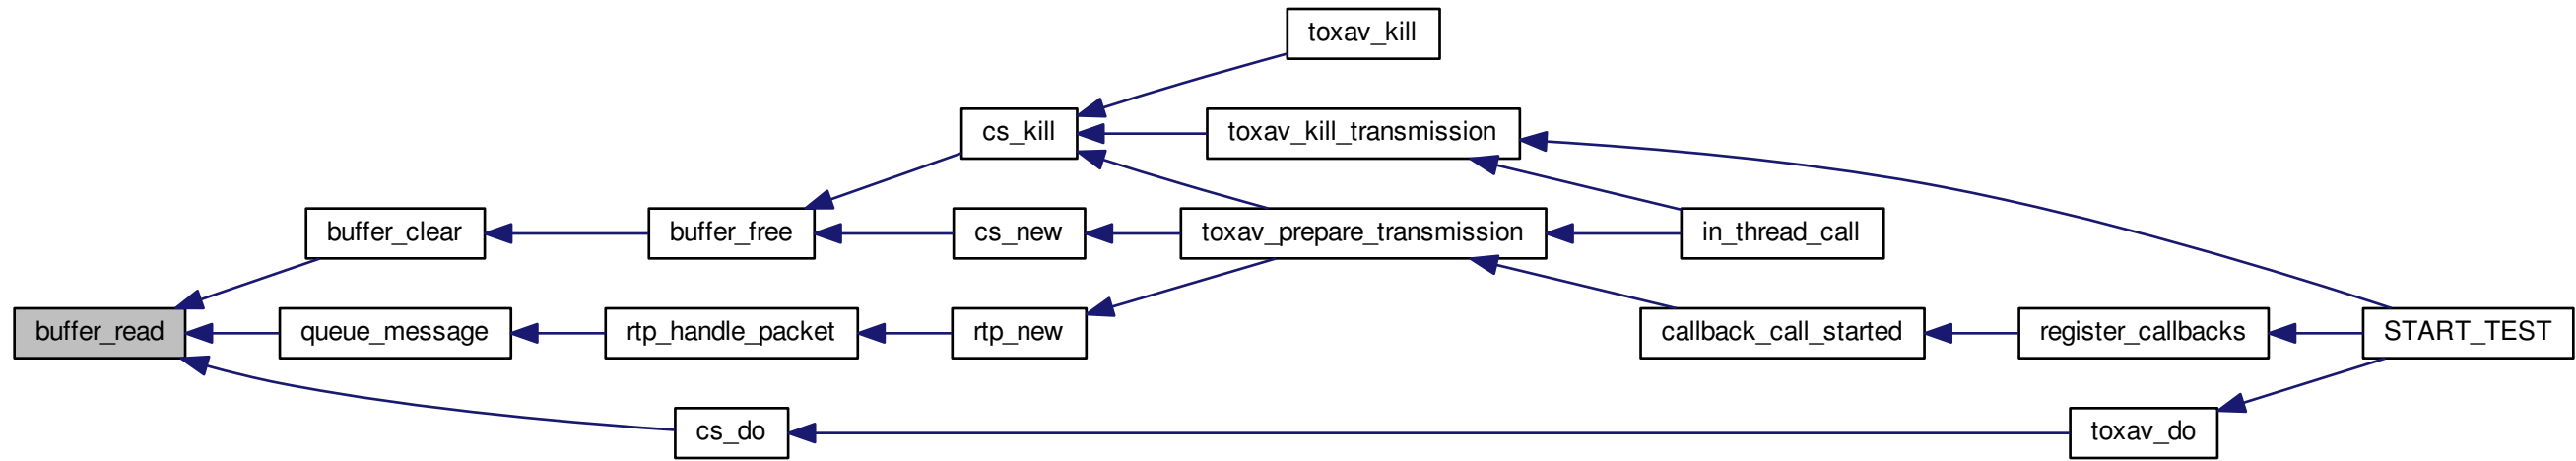 toxav_kill
cs_kill
toxav_kill_transmission
buffer_clear
buffer_free
cs_new
toxav_prepare_transmission
in_thread_call
buffer_read
queue_message
rtp_handle_packet
rtp_new
callback_call_started
register_callbacks
START_TEST
cs_do
toxav_do